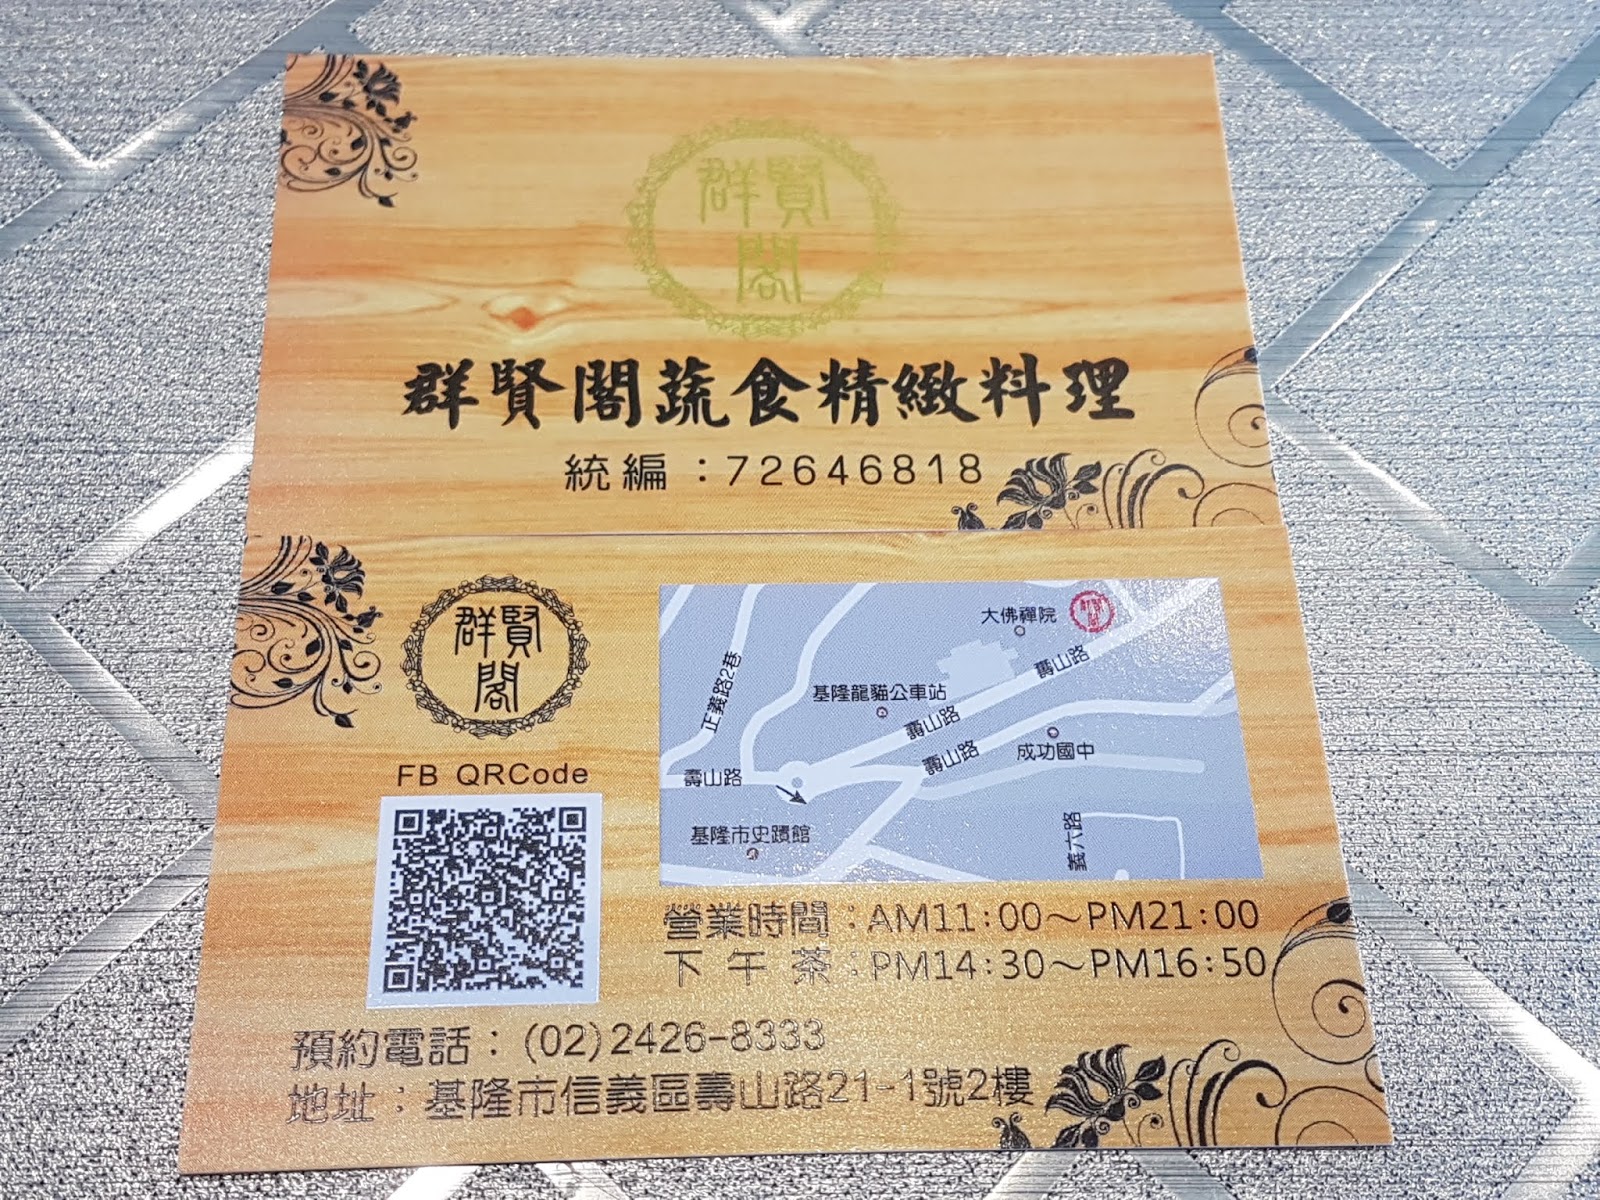 群賢
閣
群賢閣蔬食精緻料理
統編：72646818
群賢
閣
FB QRCode
大佛禪院
壽山路
正義路2巷
基隆龍貓公車站
壽山路
壽山路
成功國中
壽山路
基隆市史蹟館
義六路
營業時間：AM11:00～PM21:00
下午茶：PM14:30～PM16:50
預約電話：(02)2426-8333
地址：基隆市信義區壽山路21-1號2樓